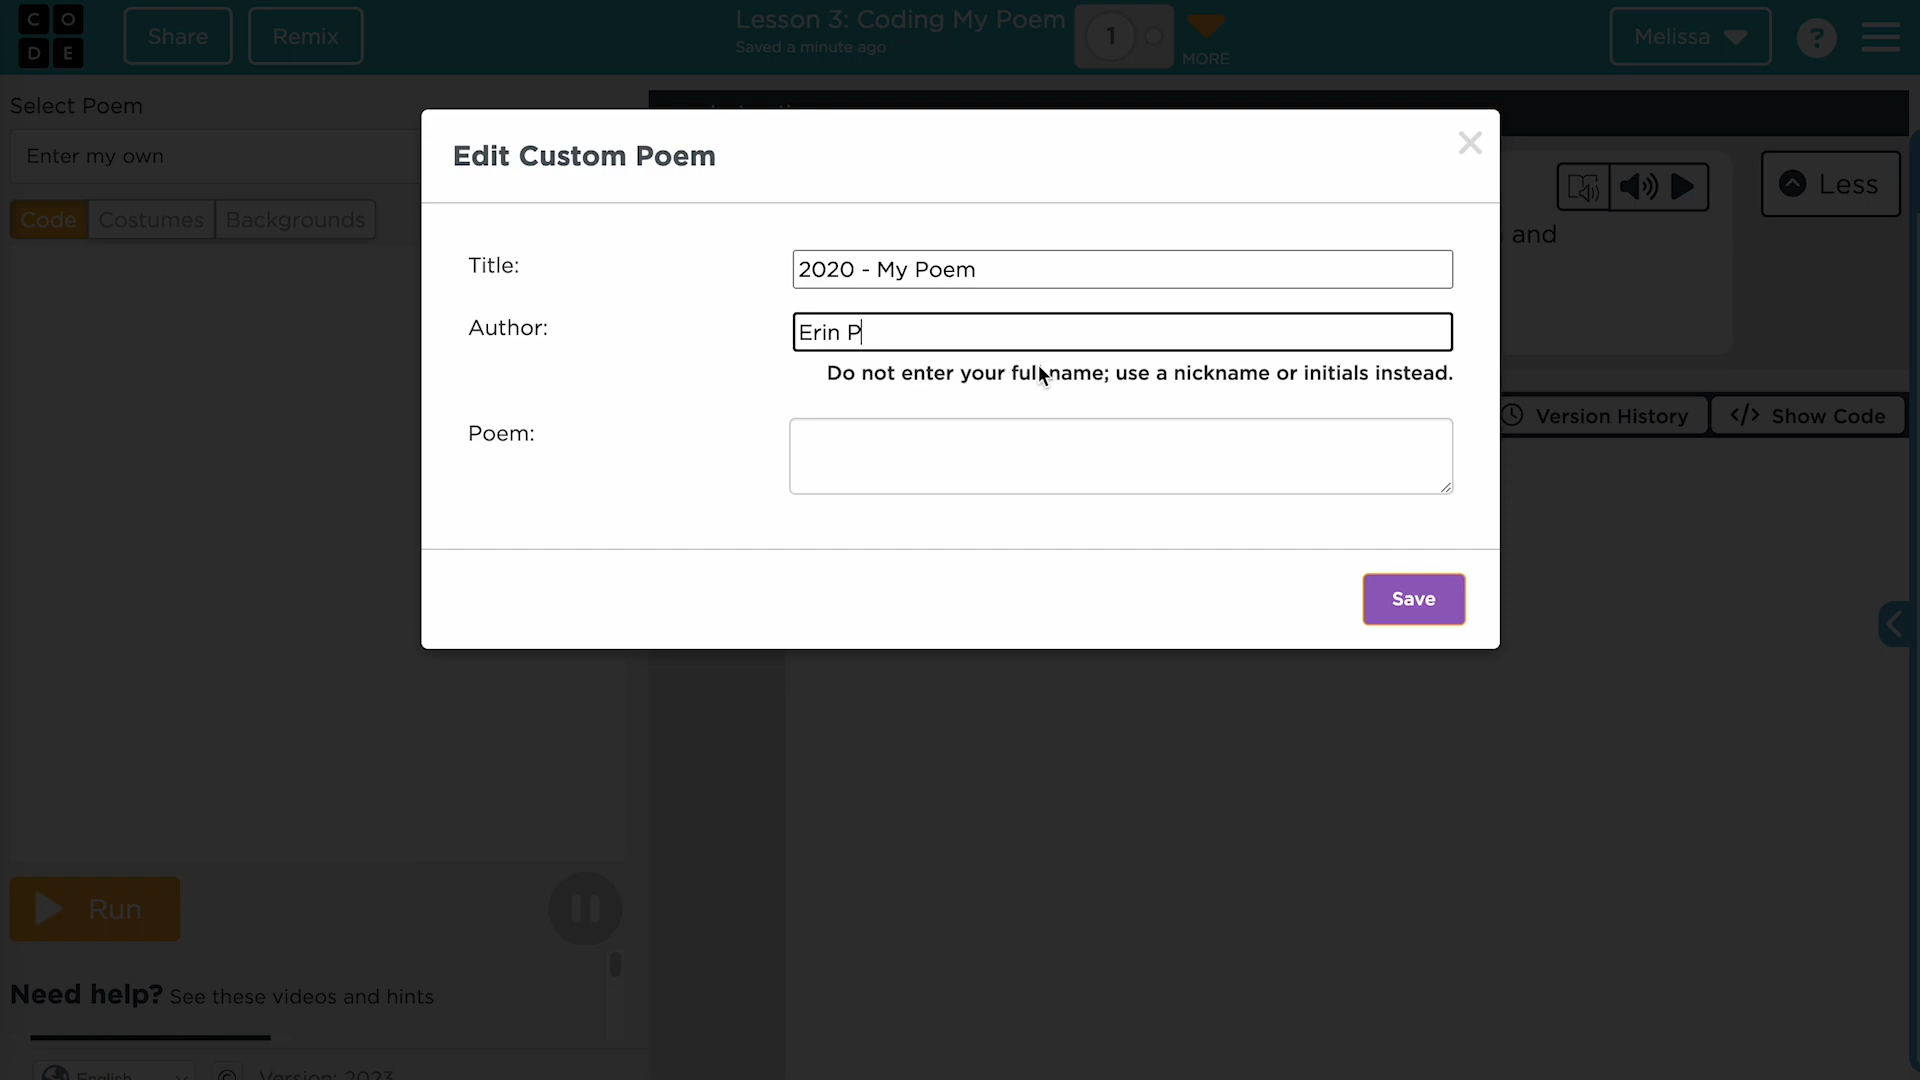 C O
D E
Share
Remix
Lesson 3: Coding My Poem
Saved a minute ago
1
MORE
Melissa
?
Select Poem
Enter my own
Code
Costumes
Backgrounds
Edit Custom Poem
Less
and
Title:
2020 - My Poem
Author:
Erin P
Do not enter your full name; use a nickname or initials instead.
Version History
</> Show Code
Poem:
Save
Run
Need help? See these videos and hints
English
© Version: 2023